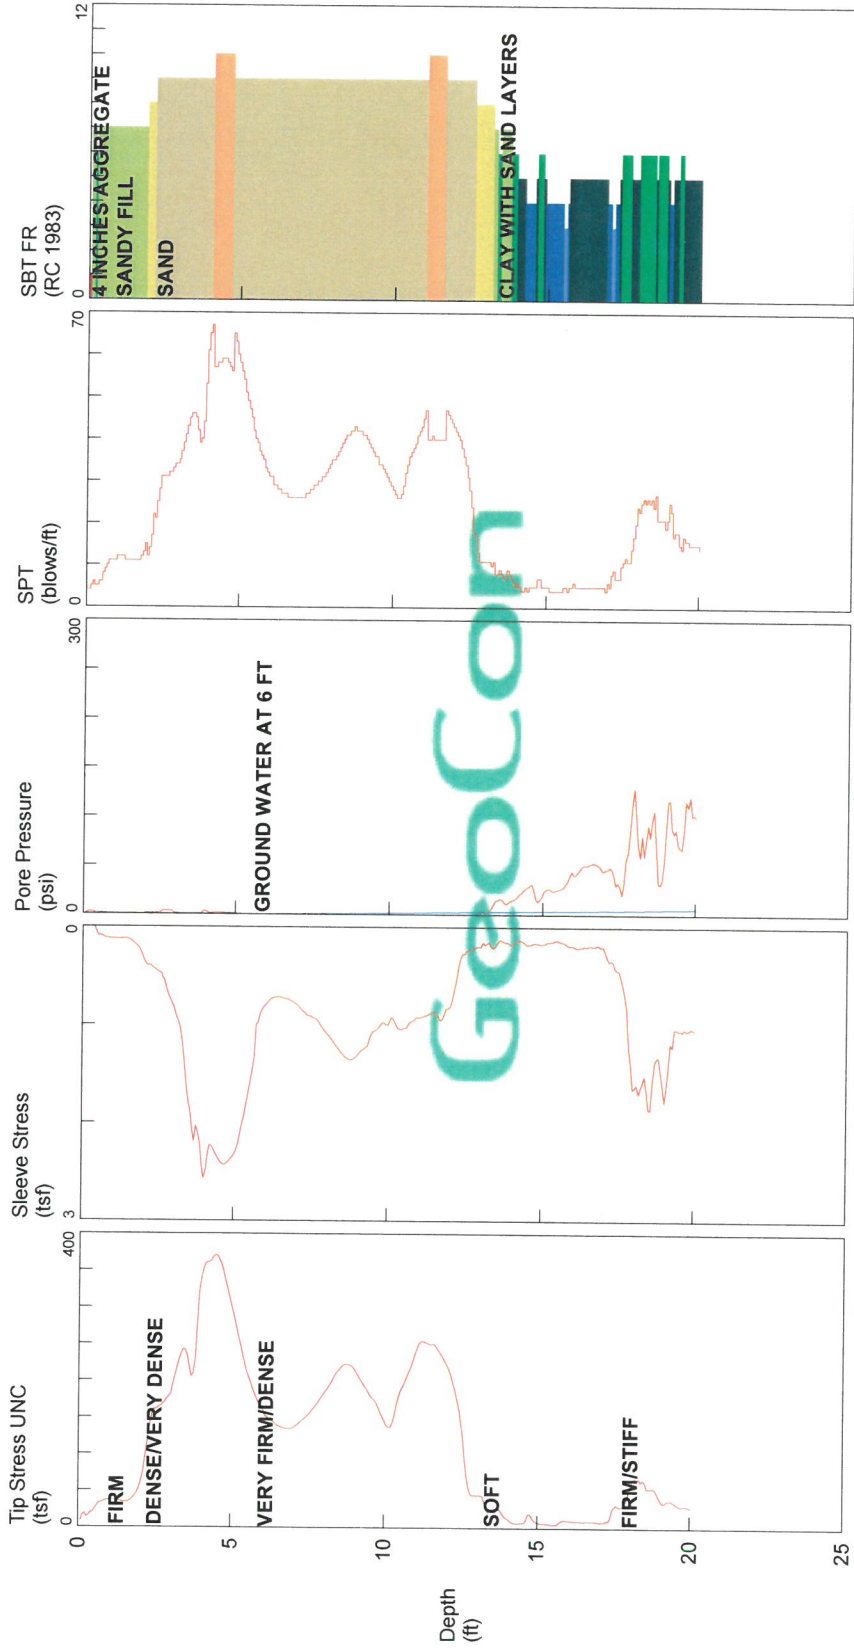 Tip Stress UNC
(tsf)
0
400
Sleeve Stress
(tsf)
3
0
Pore Pressure
(psi)
0
300
SPT
(blows/ft)
0
70
SBT FR
(RC 1983)
0
12
Depth
(ft)
0
5
10
15
20
25
FIRM
DENSE/VERY DENSE
VERY FIRM/DENSE
SOFT
FIRM/STIFF
GROUND WATER AT 6 FT
4 INCHES AGGREGATE
SANDY FILL
SAND
CLAY WITH SAND LAYERS
GeoCon